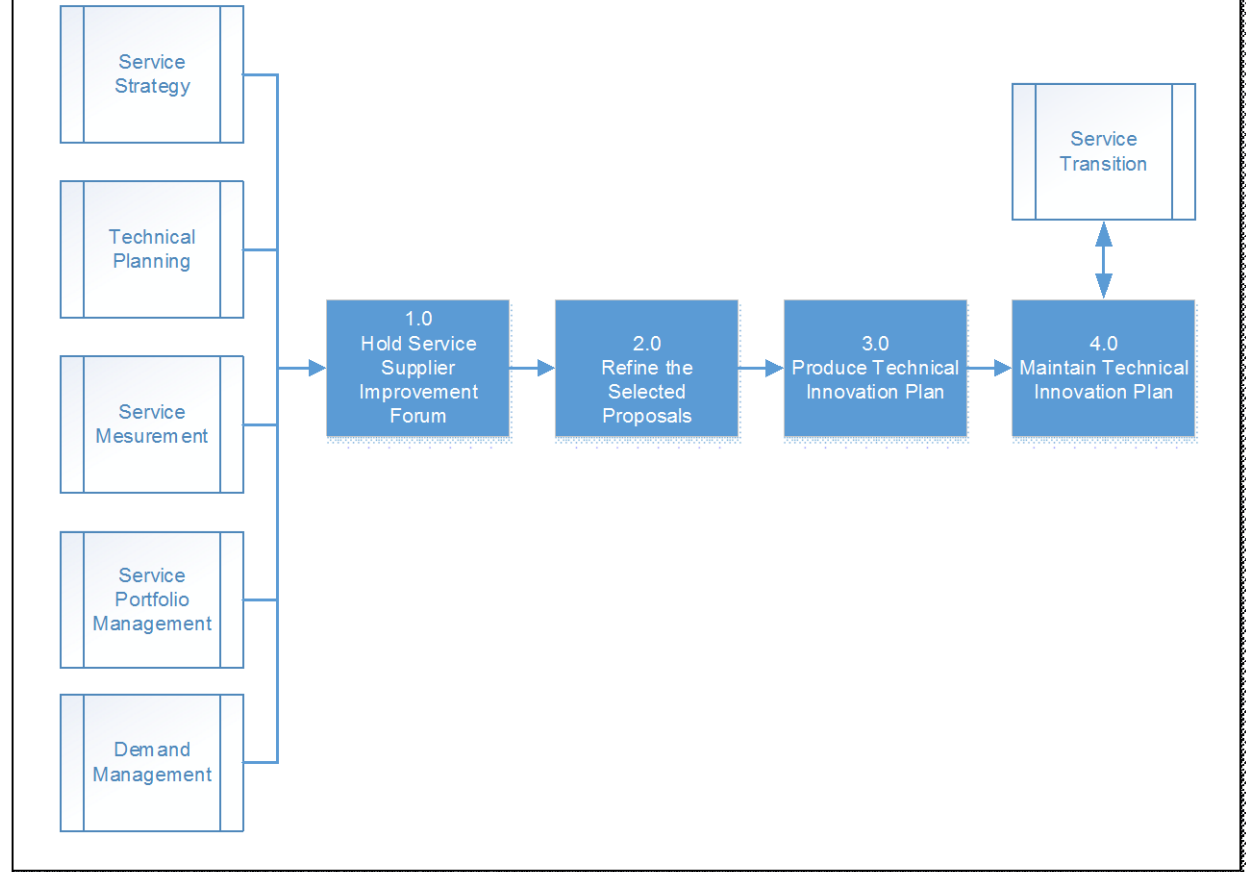 Service
Strategy
Technical
Planning
Service
Mesurement
Service
Portfolio
Management
Demand
Management
1.0
Hold Service
Supplier
Improvement
Forum
2.0
Refine the
Selected
Proposals
3.0
Produce Technical
Innovation Plan
4.0
Maintain Technical
Innovation Plan
Service
Transition